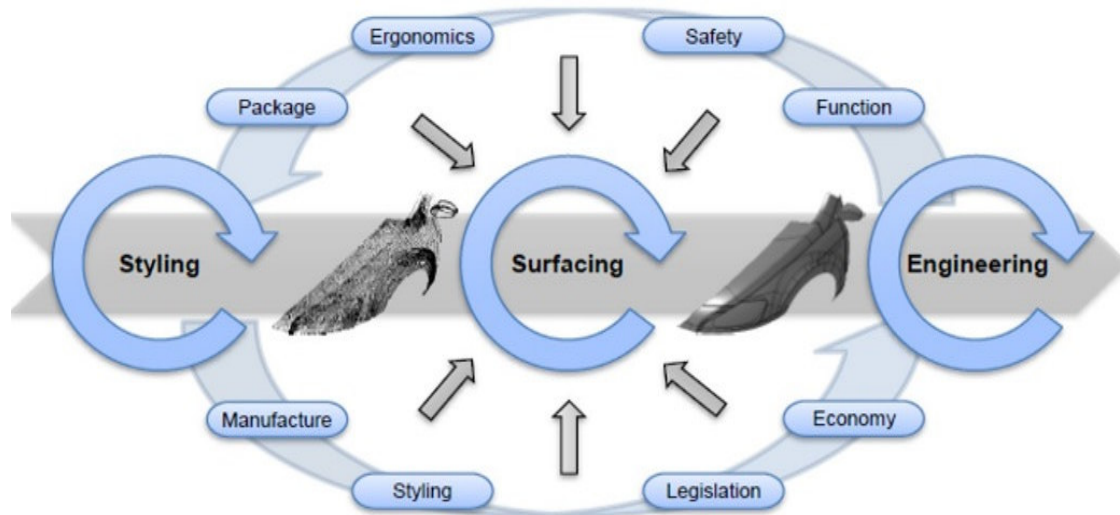 Ergonomics
Safety
Package
Function
Styling
Surfacing
Engineering
Manufacture
Economy
Styling
Legislation